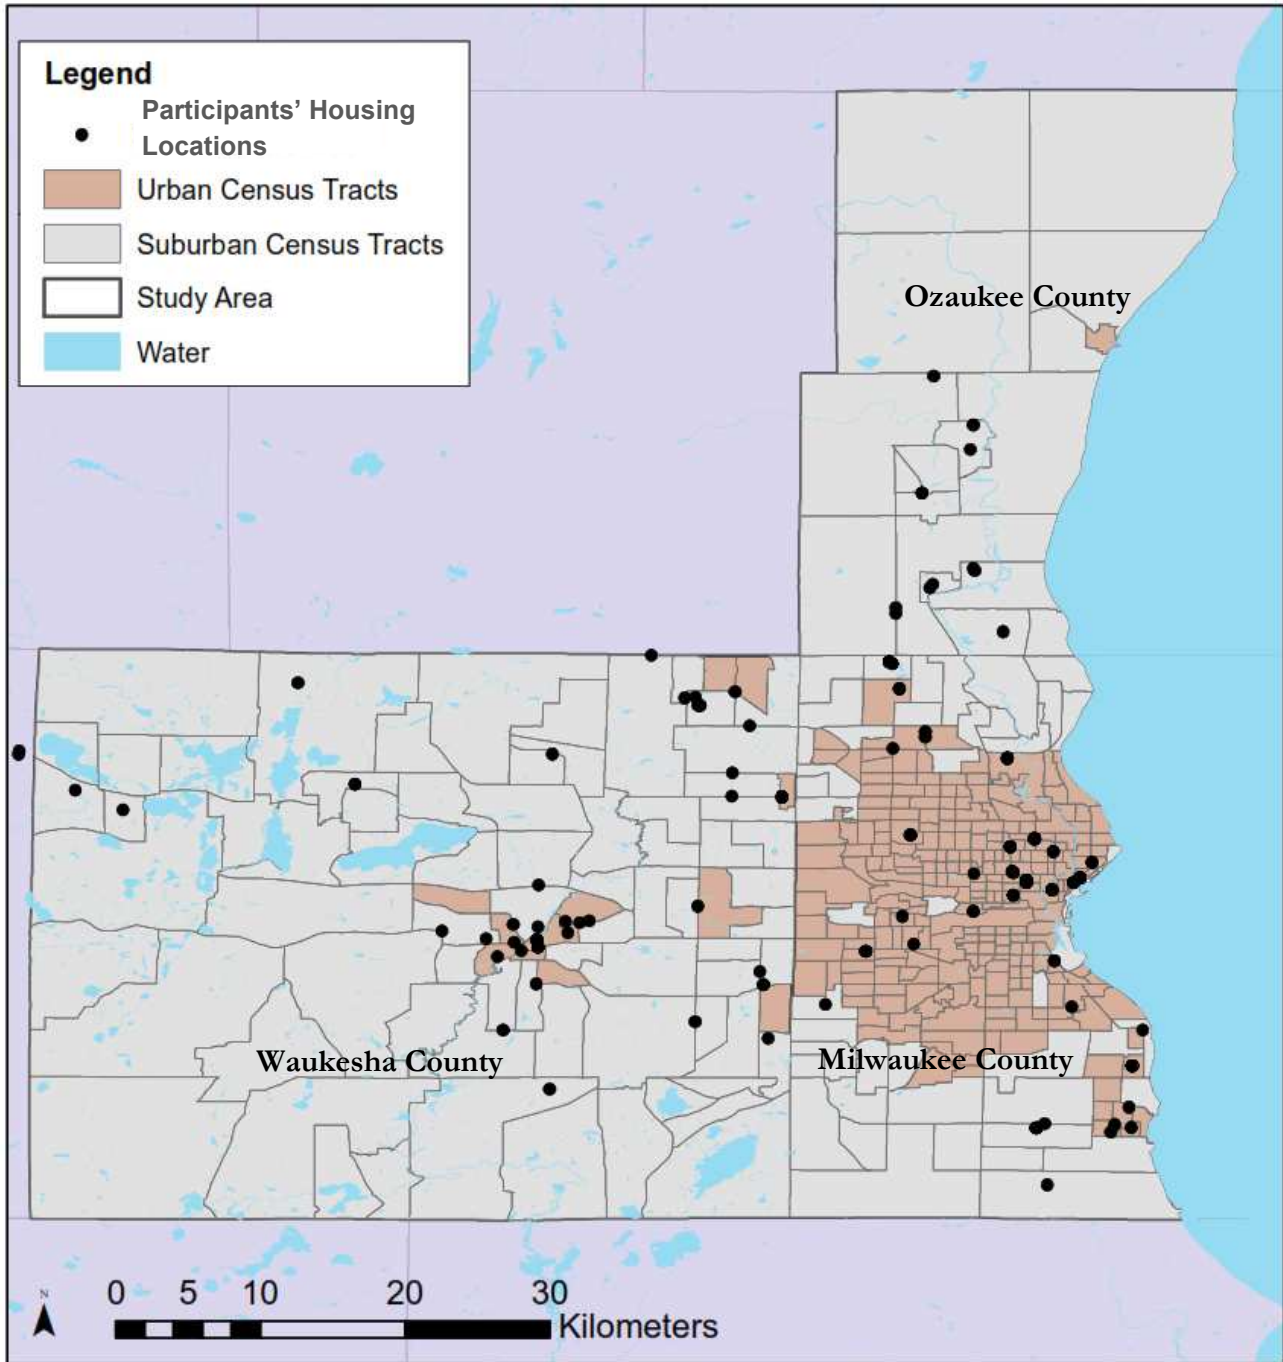 Legend
Participants’ Housing
Locations
Urban Census Tracts
Suburban Census Tracts
Study Area
Water
Ozaukee County
Waukesha County
Milwaukee County
N
0 5 10 20 30
Kilometers